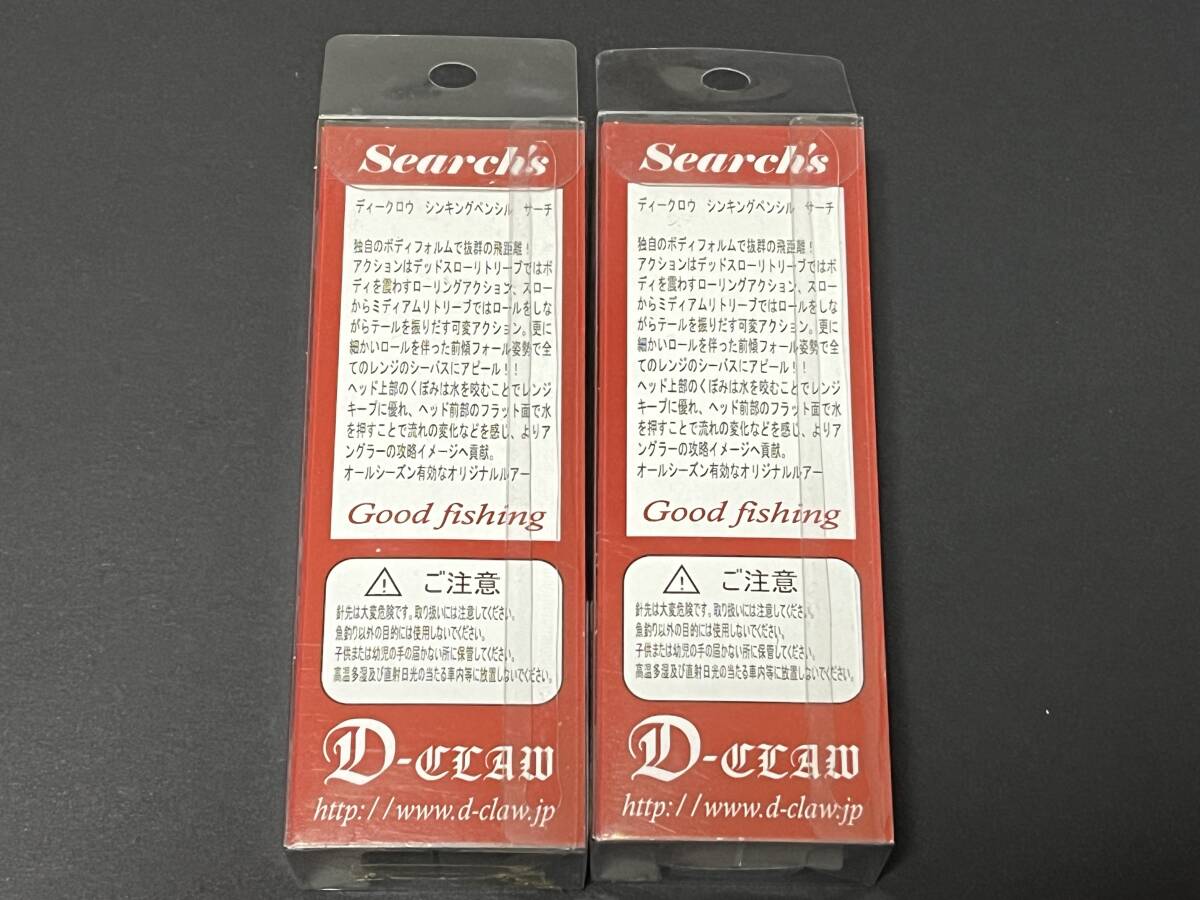 Search's
ディークロウ シンキングペンシル サーチ
独自のボディフォルムで抜群の飛距離！
アクションはデッドスローリトリーブではボ
ディを震わすローリングアクション、スロー
からミディアムリトリーブではロールをしな
がらテールを振りだす可変アクション。更に
細かいロールを伴った前傾フォール姿勢で全
てのレンジのシーバスにアピール！！
ヘッド上部のくぼみは水を咬むことでレンジ
キープに優れ、ヘッド前部のフラット面で水
を押すことで流れの変化などを感じ、よりア
ングラーの攻略イメージへ貢献。
オールシーズン有効なオリジナルルアー
Good fishing
ご注意
針先は大変危険です。取り扱いには注意してください。
魚釣り以外の目的には使用しないでください。
子供または幼児の手の届かない所に保管してください。
高温多湿及び直射日光の当たる車内等に放置しないでください。
D-CLAW
http://www.d-claw.jp
Search's
ディークロウ シンキングペンシル サーチ
独自のボディフォルムで抜群の飛距離！
アクションはデッドスローリトリーブではボ
ディを震わすローリングアクション、スロー
からミディアムリトリーブではロールをしな
がらテールを振りだす可変アクション。更に
細かいロールを伴った前傾フォール姿勢で全
てのレンジのシーバスにアピール！！
ヘッド上部のくぼみは水を咬むことでレンジ
キープに優れ、ヘッド前部のフラット面で水
を押すことで流れの変化などを感じ、よりア
ングラーの攻略イメージへ貢献。
オールシーズン有効なオリジナルルアー
Good fishing
ご注意
針先は大変危険です。取り扱いには注意してください。
魚釣り以外の目的には使用しないでください。
子供または幼児の手の届かない所に保管してください。
高温多湿及び直射日光の当たる車内等に放置しないでください。
D-CLAW
http://www.d-claw.jp